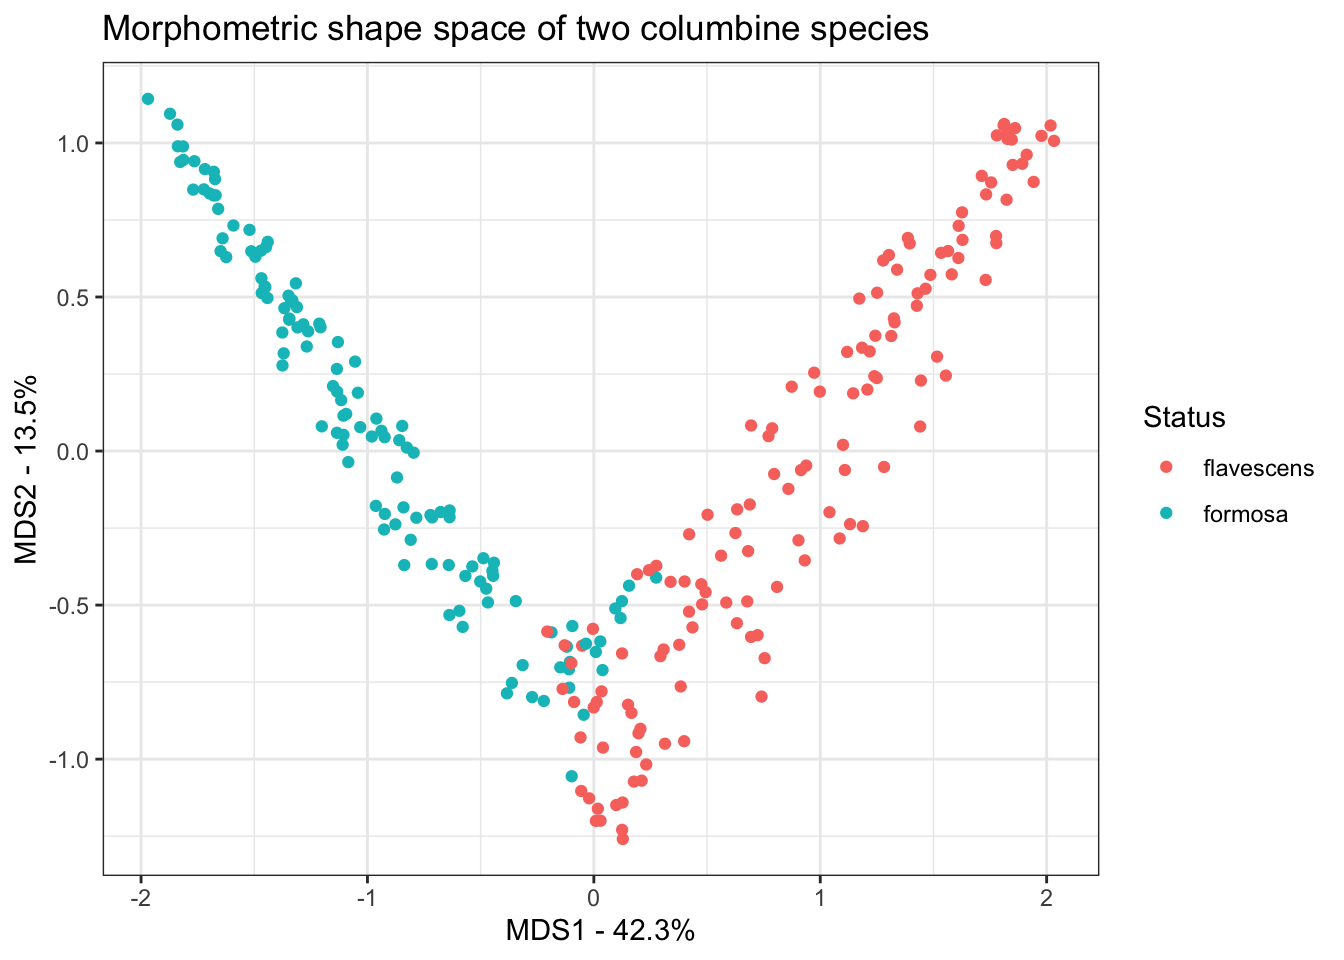 Morphometric shape space of two columbine species
MDS2 - 13.5%
1.0
0.5
0.0
-0.5
-1.0
-2
-1
0
1
2
MDS1 - 42.3%
Status
flavescens
formosa